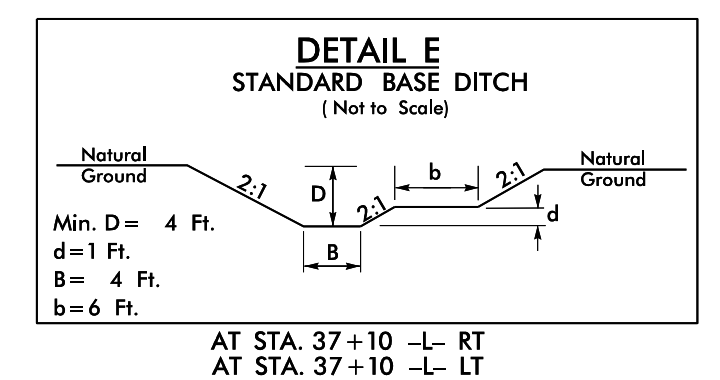 DETAIL E
STANDARD BASE DITCH
( Not to Scale)
Natural
Ground
2:1
D
2:1
b
2:1
Natural
Ground
d
B
Min. D= 4 Ft.
d=1 Ft.
B= 4 Ft.
b=6 Ft.
AT STA. 37+10 -L- RT
AT STA. 37+10 -L- LT